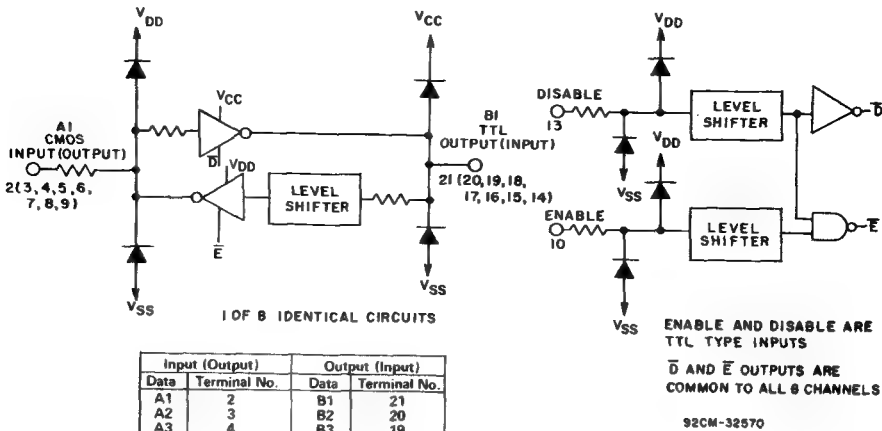 VDD
VCC
A1
CMOS
INPUT(OUTPUT)
2(3,4,5,6,
7,8,9)
VCC
D
VDD
LEVEL
SHIFTER
E
B1
TTL
OUTPUT(INPUT)
21 (20,19,18,
17,16,15,14)
VSS
VSS
1 OF 8 IDENTICAL CIRCUITS
VDD
DISABLE
13
LEVEL
SHIFTER
D
VSS
VDD
ENABLE
10
LEVEL
SHIFTER
E
VSS
ENABLE AND DISABLE ARE
TTL TYPE INPUTS
D AND E OUTPUTS ARE
COMMON TO ALL 8 CHANNELS
92CM-32570
Input (Output) Output (Input)
Data Terminal No. Data Terminal No.
A1 2 B1 21
A2 3 B2 20
A3 4 B3 19